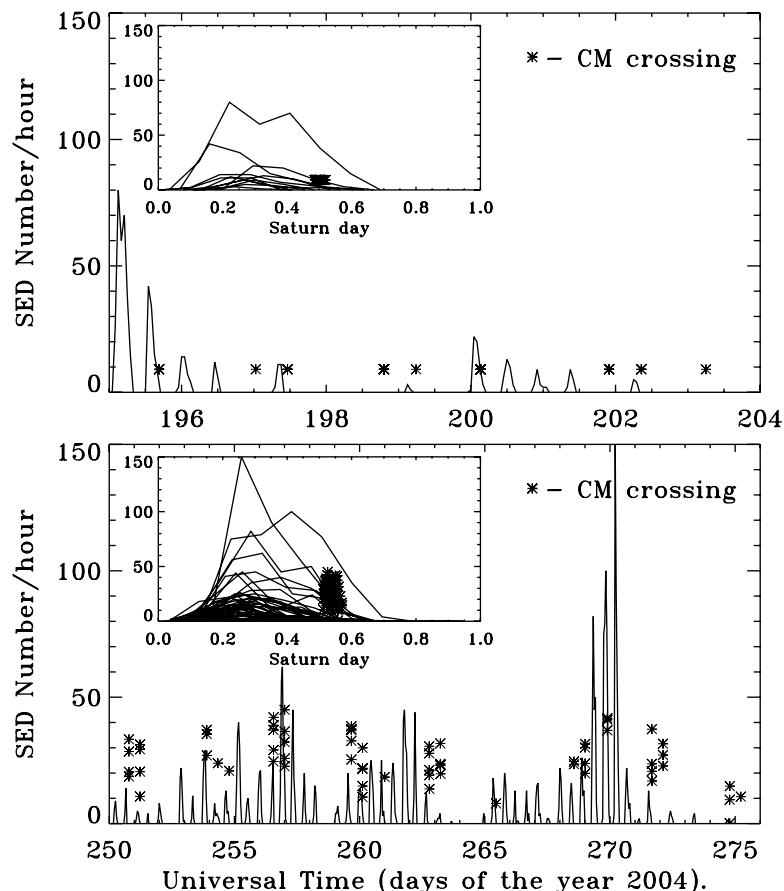 150
100
50
0
SED Number/hour
150
100
50
0
0.0 0.2 0.4 0.6 0.8 1.0
Saturn day
* – CM crossing
196 198 200 202 204
150
100
50
0
SED Number/hour
150
100
50
0
0.0 0.2 0.4 0.6 0.8 1.0
Saturn day
* – CM crossing
250 255 260 265 270 275
Universal Time (days of the year 2004).